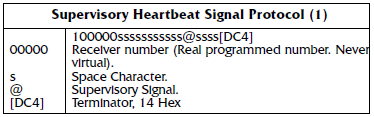 Supervisory Heartbeat Signal Protocol (1)
100000sssssssssss@ssss[DC4]
00000 Receiver number (Real programmed number. Never
virtual).
s Space Character.
@ Supervisory Signal.
[DC4] Terminator, 14 Hex